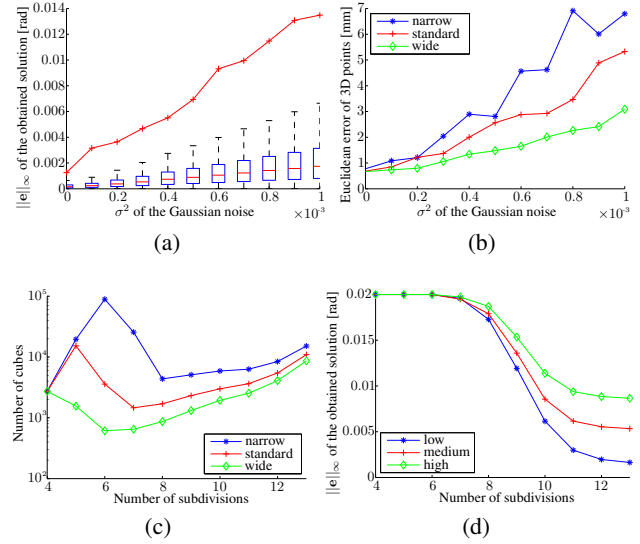 ||e||∞ of the obtained solution [rad]
0.014
0.012
0.01
0.008
0.006
0.004
0.002
0
0 0.2 0.4 0.6 0.8 1
σ² of the Gaussian noise ×10⁻³
(a)
Euclidean error of 3D points [mm]
7
6
5
4
3
2
1
0
narrow
standard
wide
0 0.2 0.4 0.6 0.8 1
σ² of the Gaussian noise ×10⁻³
(b)
Number of cubes
10⁵
10⁴
10³
10²
narrow
standard
wide
4 6 8 10 12
Number of subdivisions
(c)
||e||∞ of the obtained solution [rad]
0.02
0.015
0.01
0.005
0
low
medium
high
4 6 8 10 12
Number of subdivisions
(d)